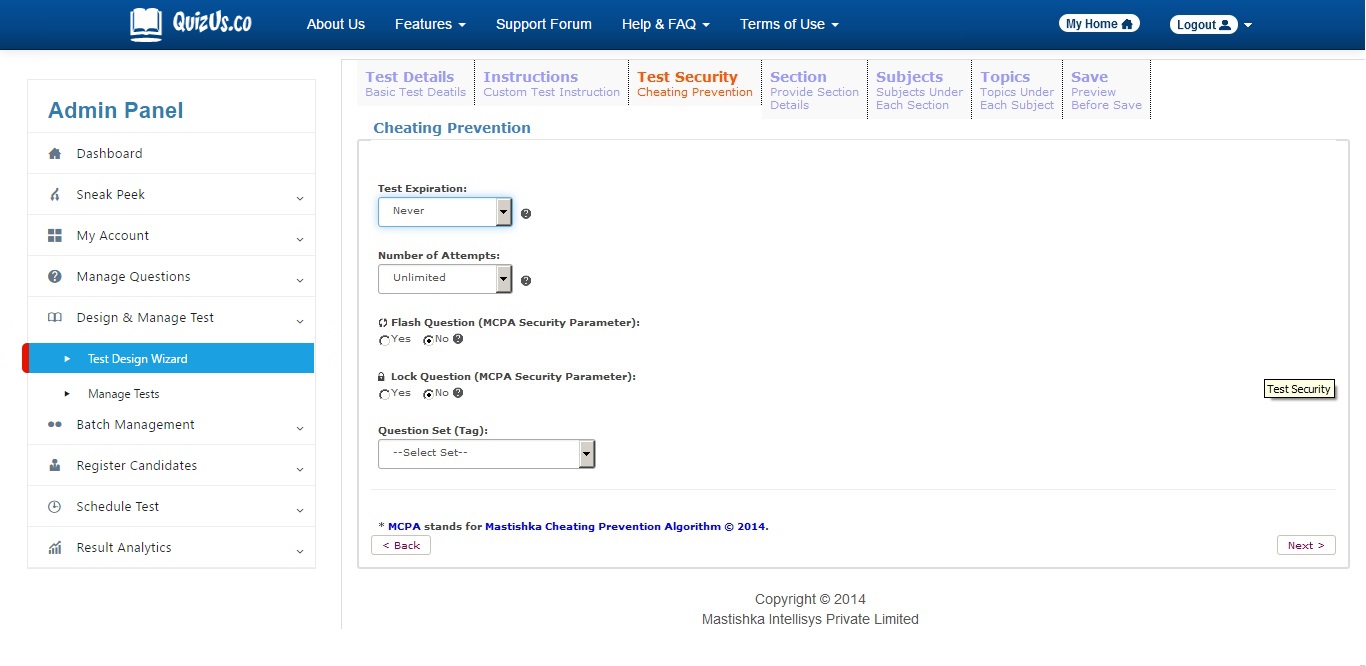 QuizUs.co
About Us
Features
Support Forum
Help & FAQ
Terms of Use
My Home
Logout
Admin Panel
Dashboard
Sneak Peek
My Account
Manage Questions
Design & Manage Test
Test Design Wizard
Manage Tests
Batch Management
Register Candidates
Schedule Test
Result Analytics
Test Details
Basic Test Deatils
Instructions
Custom Test Instruction
Test Security
Cheating Prevention
Section
Provide Section
Details
Subjects
Subjects Under
Each Section
Topics
Topics Under
Each Subject
Save
Preview
Before Save
Cheating Prevention
Test Expiration:
Never
Number of Attempts:
Unlimited
Flash Question (MCPA Security Parameter):
Yes No
Lock Question (MCPA Security Parameter):
Yes No
Test Security
Question Set (Tag):
--Select Set--
* MCPA stands for Mastishka Cheating Prevention Algorithm © 2014.
< Back
Next >
Copyright © 2014
Mastishka Intellisys Private Limited